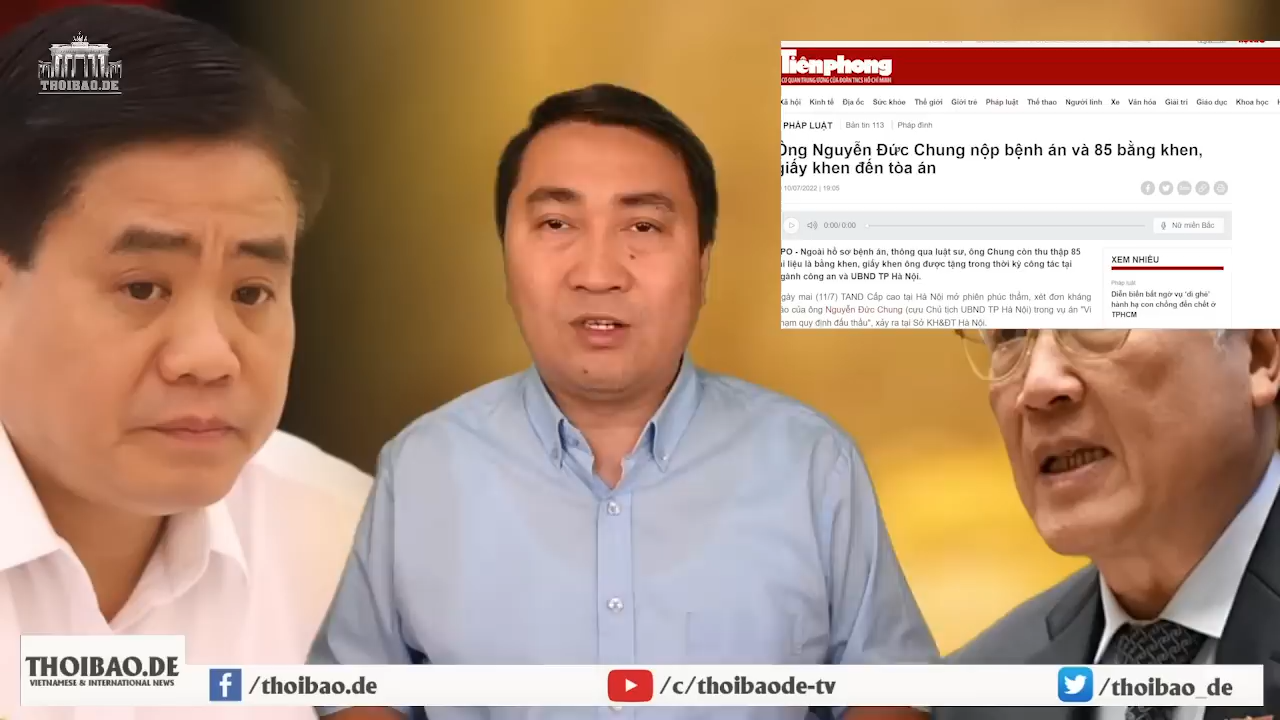 THOIBAO.DE
Tiênphong
CƠ QUAN TRUNG ƯƠNG CỦA ĐOÀN TNCS HỒ CHÍ MINH
Xã hội Kinh tế Địa ốc Sức khỏe Thế giới Giới trẻ Pháp luật Thể thao Người lính Xe Văn hóa Giải trí Giáo dục Khoa học
PHÁP LUẬT Bản tin 113 Pháp đình
Ông Nguyễn Đức Chung nộp bệnh án và 85 bằng khen,
giấy khen đến tòa án
10/07/2022 | 19:05
0:00/ 0:00 Nữ miền Bắc
PO - Ngoài hồ sơ bệnh án, thông qua luật sư, ông Chung còn thu thập 85
i liệu là bằng khen, giấy khen ông được tặng trong thời kỳ công tác tại
gành công an và UBND TP Hà Nội.
gày mai (11/7) TAND Cấp cao tại Hà Nội mở phiên phúc thẩm, xét đơn kháng
áo của ông Nguyễn Đức Chung (cựu Chủ tịch UBND TP Hà Nội) trong vụ án "Vi
hạm quy định đấu thầu", xảy ra tại Sở KH&ĐT Hà Nội.
XEM NHIỀU
Pháp luật
Diễn biến bất ngờ vụ 'dì ghẻ'
hành hạ con chồng đến chết ở
TPHCM
THOIBAO.DE
VIETNAMESE & INTERNATIONAL NEWS
/thoibao.de
/c/thoibaode-tv
/thoibao_de